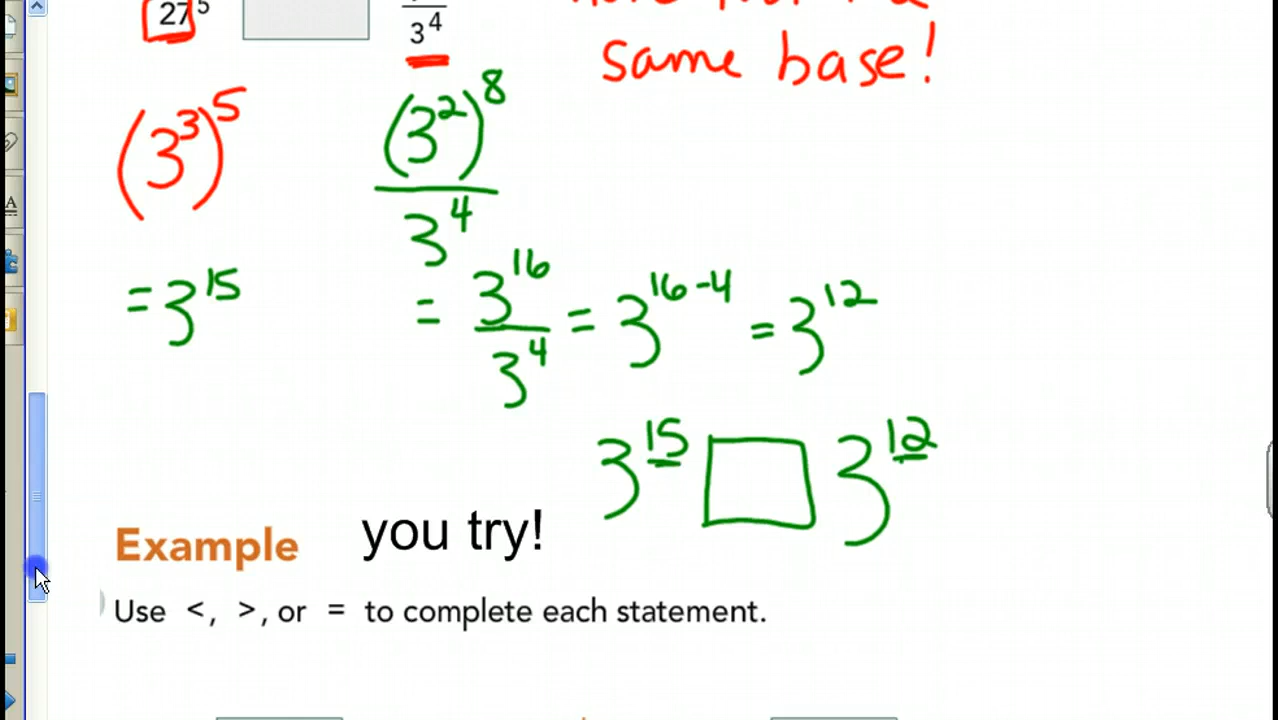 27^5
3^4
same base!
(3^3)^5
(3^2)^8
3^4
= 3^15
= 3^16 / 3^4 = 3^16-4 = 3^12
3^15 □ 3^12
Example you try!
Use <, >, or = to complete each statement.